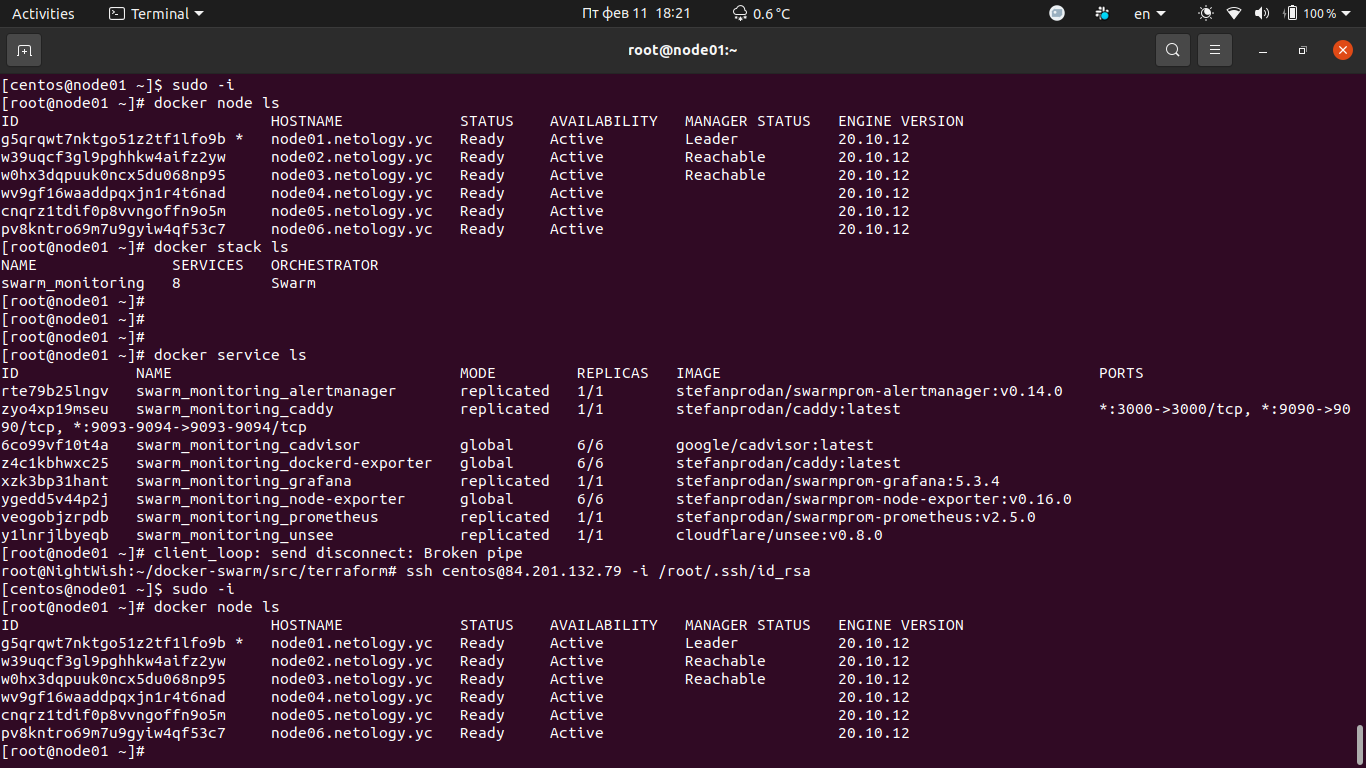 Activities Terminal Пт фев 11 18:21 0.6 °C en 100 %
root@node01:~
[centos@node01 ~]$ sudo -i
[root@node01 ~]# docker node ls
ID HOSTNAME STATUS AVAILABILITY MANAGER STATUS ENGINE VERSION
g5qrqwt7nktgo51z2tf1lfo9b * node01.netology.yc Ready Active Leader 20.10.12
w39uqcf3gl9pghhkw4aifz2yw node02.netology.yc Ready Active Reachable 20.10.12
w0hx3dqpuuk0ncx5du068np95 node03.netology.yc Ready Active Reachable 20.10.12
wv9gf16waaddpqxjn1r4t6nad node04.netology.yc Ready Active 20.10.12
cnqrz1tdif0p8vvngoffn9o5m node05.netology.yc Ready Active 20.10.12
pv8kntro69m7u9gyiw4qf53c7 node06.netology.yc Ready Active 20.10.12
[root@node01 ~]# docker stack ls
NAME SERVICES ORCHESTRATOR
swarm_monitoring 8 Swarm
[root@node01 ~]#
[root@node01 ~]#
[root@node01 ~]#
[root@node01 ~]# docker service ls
ID NAME MODE REPLICAS IMAGE PORTS
rte79b25lngv swarm_monitoring_alertmanager replicated 1/1 stefanprodan/swarmprom-alertmanager:v0.14.0
zyo4xp19mseu swarm_monitoring_caddy replicated 1/1 stefanprodan/caddy:latest *:3000->3000/tcp, *:9090->90
90/tcp, *:9093-9094->9093-9094/tcp
6co99vf10t4a swarm_monitoring_cadvisor global 6/6 google/cadvisor:latest
z4c1kbhwxc25 swarm_monitoring_dockerd-exporter global 6/6 stefanprodan/caddy:latest
xzk3bp31hant swarm_monitoring_grafana replicated 1/1 stefanprodan/swarmprom-grafana:5.3.4
ygedd5v44p2j swarm_monitoring_node-exporter global 6/6 stefanprodan/swarmprom-node-exporter:v0.16.0
veogobjzrpdb swarm_monitoring_prometheus replicated 1/1 stefanprodan/swarmprom-prometheus:v2.5.0
y1lnrjlbyeqb swarm_monitoring_unsee replicated 1/1 cloudflare/unsee:v0.8.0
[root@node01 ~]# client_loop: send disconnect: Broken pipe
root@NightWish:~/docker-swarm/src/terraform# ssh centos@84.201.132.79 -i /root/.ssh/id_rsa
[centos@node01 ~]$ sudo -i
[root@node01 ~]# docker node ls
ID HOSTNAME STATUS AVAILABILITY MANAGER STATUS ENGINE VERSION
g5qrqwt7nktgo51z2tf1lfo9b * node01.netology.yc Ready Active Leader 20.10.12
w39uqcf3gl9pghhkw4aifz2yw node02.netology.yc Ready Active Reachable 20.10.12
w0hx3dqpuuk0ncx5du068np95 node03.netology.yc Ready Active Reachable 20.10.12
wv9gf16waaddpqxjn1r4t6nad node04.netology.yc Ready Active 20.10.12
cnqrz1tdif0p8vvngoffn9o5m node05.netology.yc Ready Active 20.10.12
pv8kntro69m7u9gyiw4qf53c7 node06.netology.yc Ready Active 20.10.12
[root@node01 ~]#